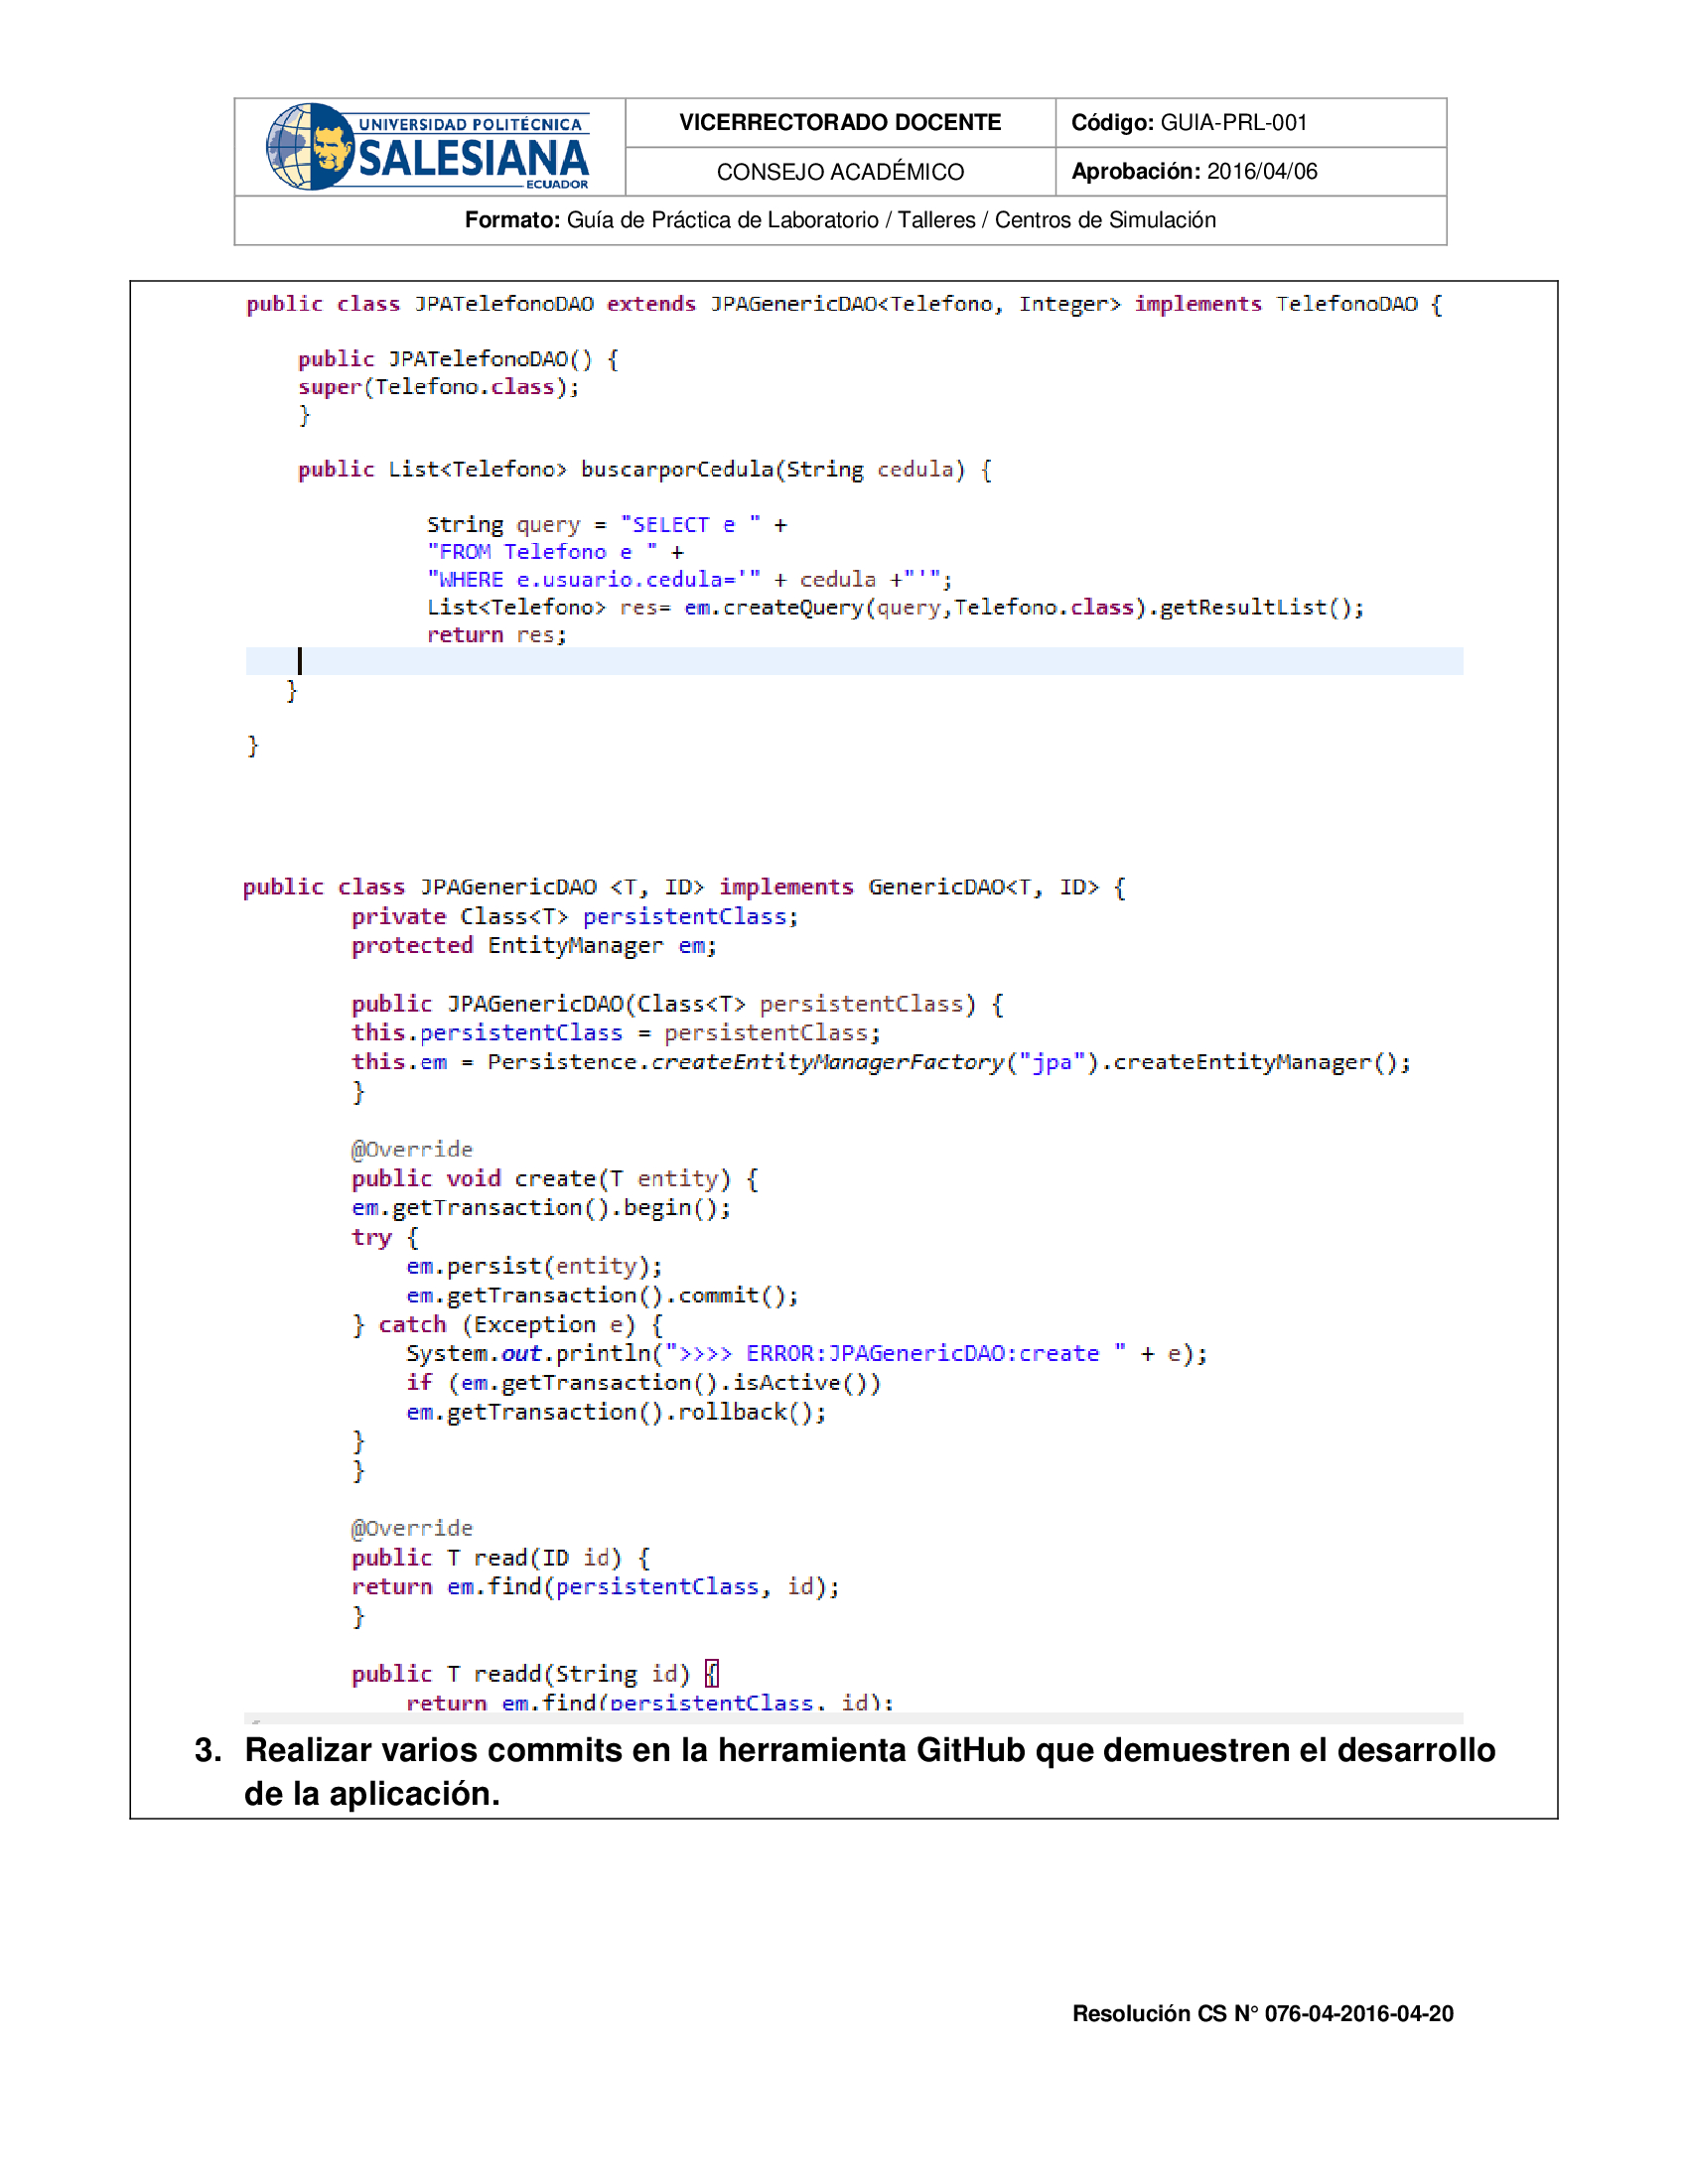 UNIVERSIDAD POLITÉCNICA
SALESIANA
ECUADOR
VICERRECTORADO DOCENTE
Código: GUIA-PRL-001
CONSEJO ACADÉMICO
Aprobación: 2016/04/06
Formato: Guía de Práctica de Laboratorio / Talleres / Centros de Simulación
public class JPATelefonoDAO extends JPAGenericDAO<Telefono, Integer> implements TelefonoDAO {
public JPATelefonoDAO() {
super(Telefono.class);
}
public List<Telefono> buscarporCedula(String cedula) {
String query = "SELECT e " +
"FROM Telefono e " +
"WHERE e.usuario.cedula='" + cedula +"'";
List<Telefono> res= em.createQuery(query,Telefono.class).getResultList();
return res;
}
}
public class JPAGenericDAO <T, ID> implements GenericDAO<T, ID> {
private Class<T> persistentClass;
protected EntityManager em;
public JPAGenericDAO(Class<T> persistentClass) {
this.persistentClass = persistentClass;
this.em = Persistence.createEntityManagerFactory("jpa").createEntityManager();
}
@Override
public void create(T entity) {
em.getTransaction().begin();
try {
em.persist(entity);
em.getTransaction().commit();
} catch (Exception e) {
System.out.println(">>>> ERROR:JPAGenericDAO:create " + e);
if (em.getTransaction().isActive())
em.getTransaction().rollback();
}
}
@Override
public T read(ID id) {
return em.find(persistentClass, id);
}
public T readd(String id) {
return em.find(persistentClass, id);
3. Realizar varios commits en la herramienta GitHub que demuestren el desarrollo
de la aplicación.
Resolución CS N° 076-04-2016-04-20